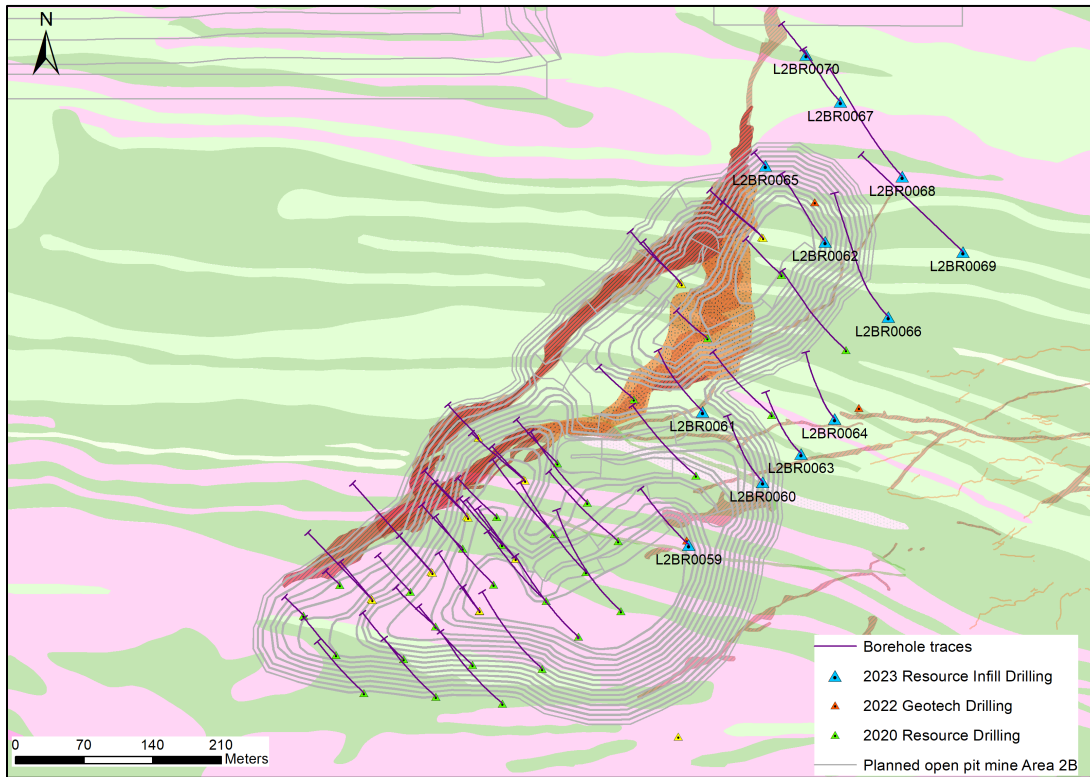 N
L2BR0070
L2BR0067
L2BR0065
L2BR0068
L2BR0062
L2BR0069
L2BR0066
L2BR0061
L2BR0064
L2BR0063
L2BR0060
L2BR0059
Borehole traces
2023 Resource Infill Drilling
2022 Geotech Drilling
2020 Resource Drilling
Planned open pit mine Area 2B
0 70 140 210
Meters